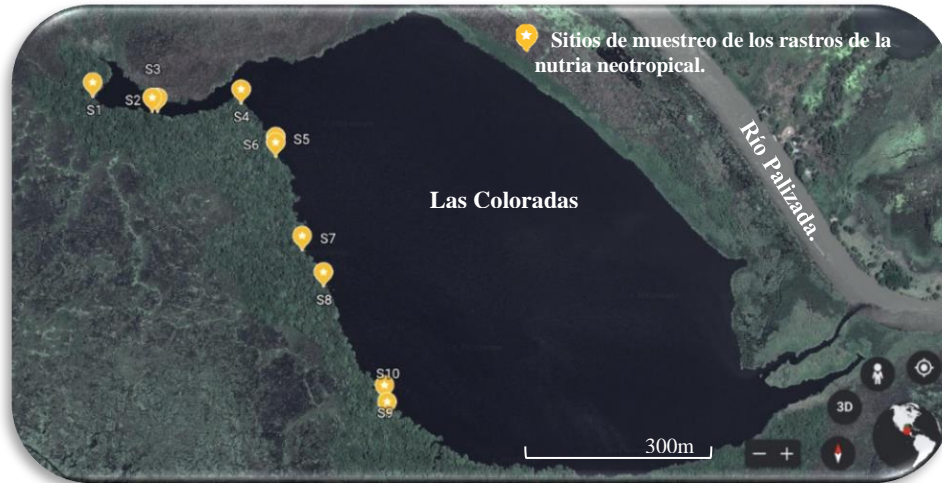 Sitios de muestreo de los rastros de la
nutria neotropical.
S3
S1
S2
S4
S5
S6
Río Palizada.
Las Coloradas
S7
S8
S10
S9
300m
3D